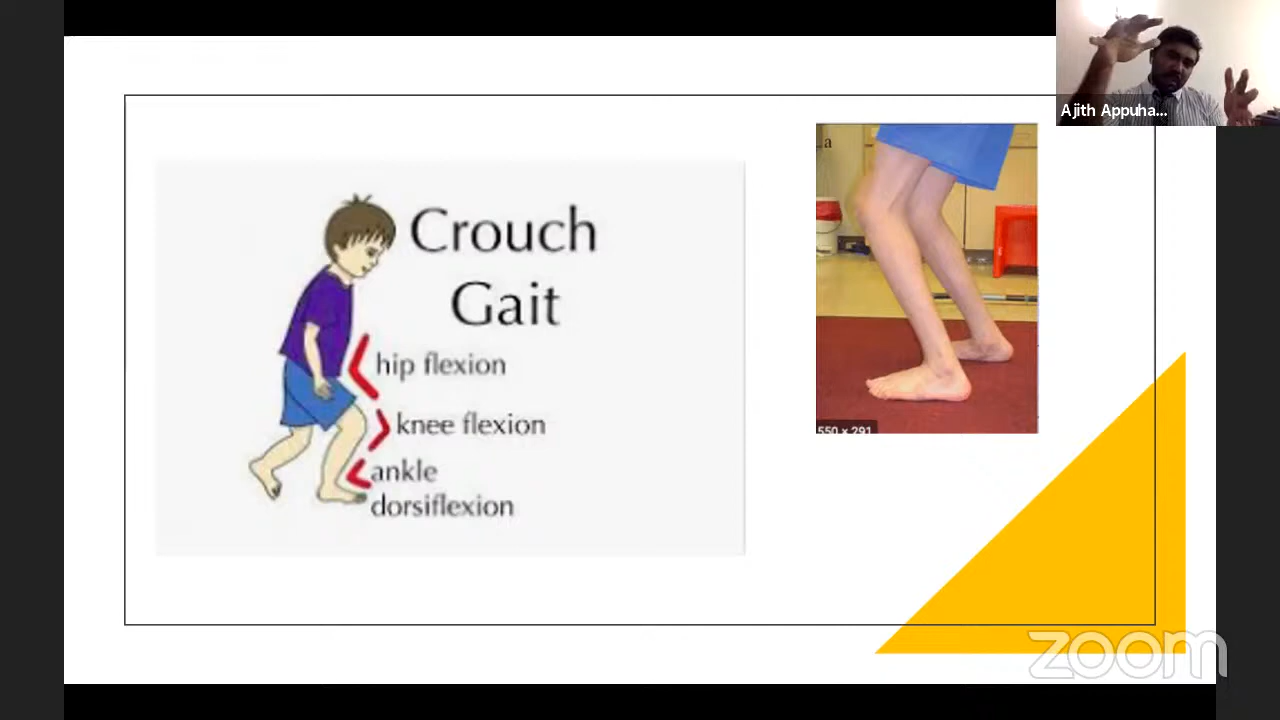 Ajith Appuha...
a
Crouch
Gait
hip flexion
knee flexion
ankle
dorsiflexion
550 × 291
zoom